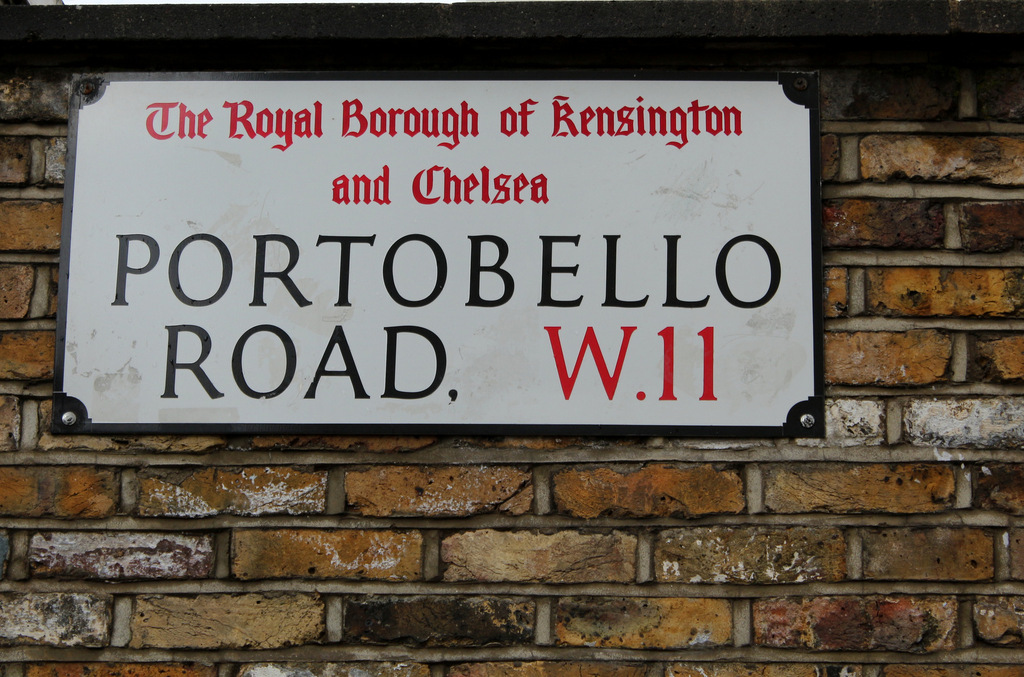 The Royal Borough of Kensington
and Chelsea
PORTOBELLO
ROAD, W.11